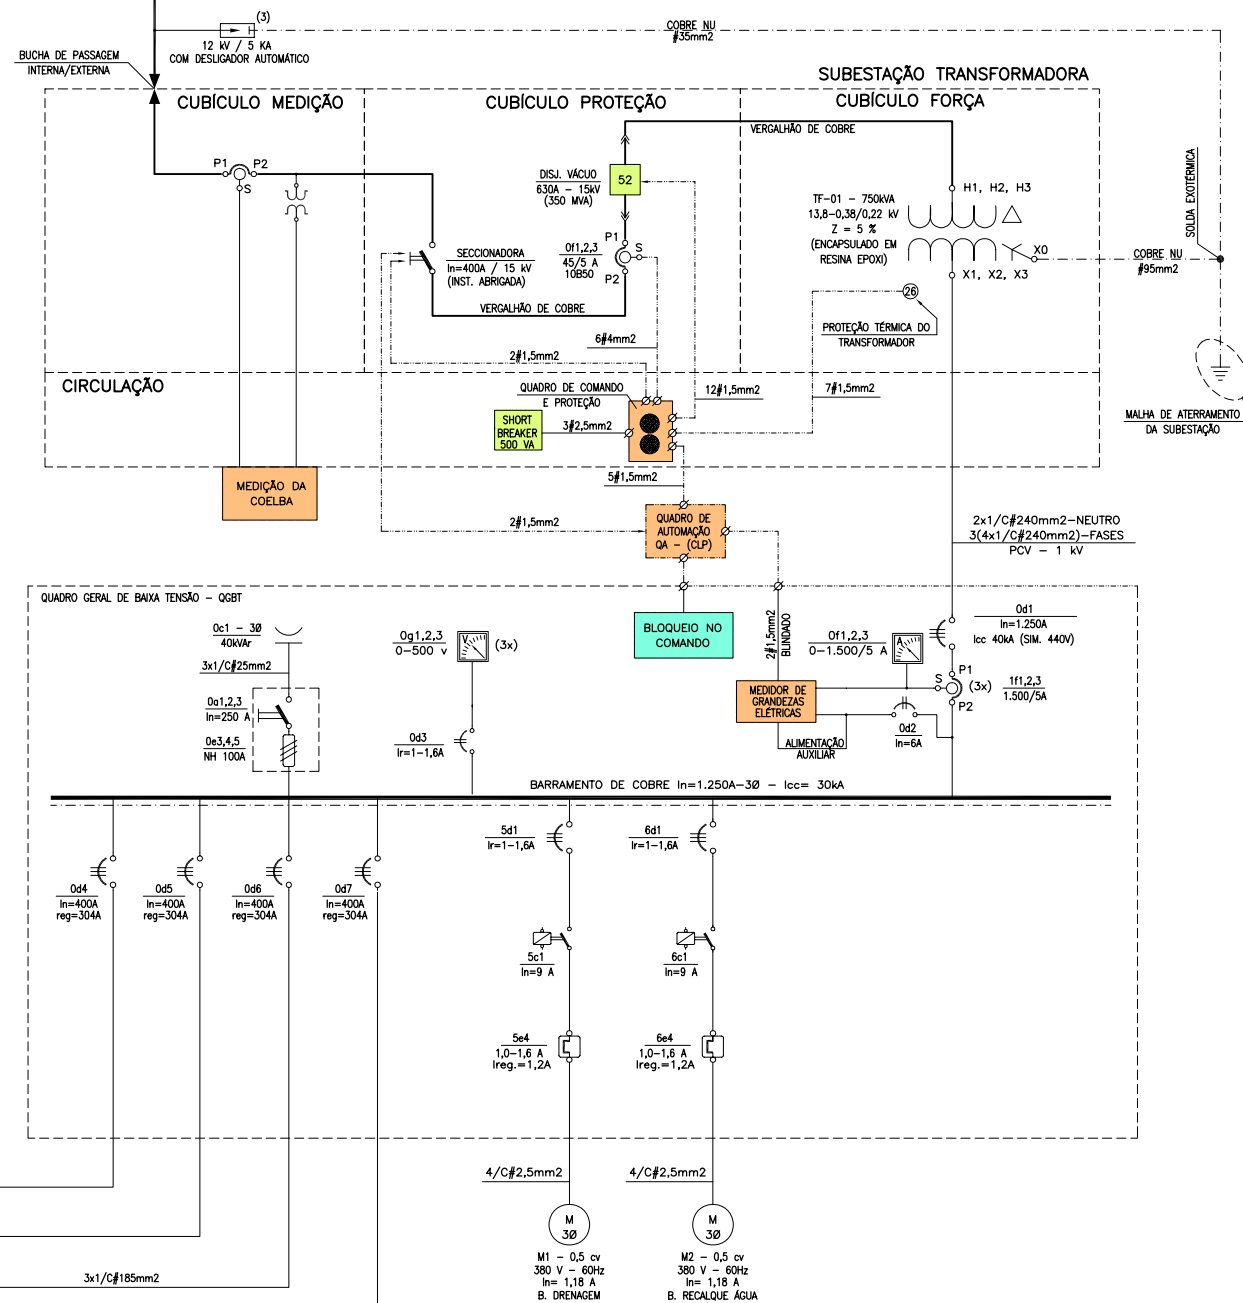 (3)
12 kV / 5 KA
COM DESLIGADOR AUTOMÁTICO
COBRE NU
#35mm2
BUCHA DE PASSAGEM
INTERNA/EXTERNA
SUBESTAÇÃO TRANSFORMADORA
CUBÍCULO MEDIÇÃO
CUBÍCULO PROTEÇÃO
CUBÍCULO FORÇA
VERGALHÃO DE COBRE
P1
P2
S
DISJ. VÁCUO
630A - 15kV
(350 MVA)
52
H1, H2, H3
TF-01 - 750kVA
13,8-0,38/0,22 kV
Z = 5 %
(ENCAPSULADO EM
RESINA EPOXI)
X0
X1, X2, X3
SOLDA EXOTÉRMICA
COBRE NU
#95mm2
SECCIONADORA
In=400A / 15 kV
(INST. ABRIGADA)
0f1,2,3
45/5 A
10B50
P1
S
P2
VERGALHÃO DE COBRE
26
PROTEÇÃO TÉRMICA DO
TRANSFORMADOR
6#4mm2
2#1,5mm2
CIRCULAÇÃO
QUADRO DE COMANDO
E PROTEÇÃO
12#1,5mm2
7#1,5mm2
SHORT
BREAKER
500 VA
3#2,5mm2
MALHA DE ATERRAMENTO
DA SUBESTAÇÃO
MEDIÇÃO DA
COELBA
5#1,5mm2
2#1,5mm2
QUADRO DE
AUTOMAÇÃO
QA - (CLP)
2x1/C#240mm2-NEUTRO
3(4x1/C#240mm2)-FASES
PCV - 1 kV
QUADRO GERAL DE BAIXA TENSÃO - QGBT
0c1 - 3Ø
40kVAr
3x1/C#25mm2
0a1,2,3
In=250 A
0e3,4,5
NH 100A
0g1,2,3
0-500 v
V
(3x)
0d3
Ir=1-1,6A
BLOQUEIO NO
COMANDO
2#1,5mm2
BLINDADO
0f1,2,3
0-1.500/5 A
A
0d1
In=1.250A
Icc 40kA (SIM. 440V)
P1
S
(3x)
P2
1f1,2,3
1.500/5A
MEDIDOR DE
GRANDEZAS
ELÉTRICAS
0d2
In=6A
ALIMENTAÇÃO
AUXILIAR
BARRAMENTO DE COBRE In=1.250A-3Ø - Icc= 30kA
5d1
Ir=1-1,6A
6d1
Ir=1-1,6A
0d4
In=400A
reg=304A
0d5
In=400A
reg=304A
0d6
In=400A
reg=304A
0d7
In=400A
reg=304A
5c1
In=9 A
6c1
In=9 A
5e4
1,0-1,6 A
Ireg.=1,2A
6e4
1,0-1,6 A
Ireg.=1,2A
4/C#2,5mm2
4/C#2,5mm2
M
3Ø
M
3Ø
M1 - 0,5 cv
380 V - 60Hz
In= 1,18 A
B. DRENAGEM
M2 - 0,5 cv
380 V - 60Hz
In= 1,18 A
B. RECALQUE ÁGUA
3x1/C#185mm2